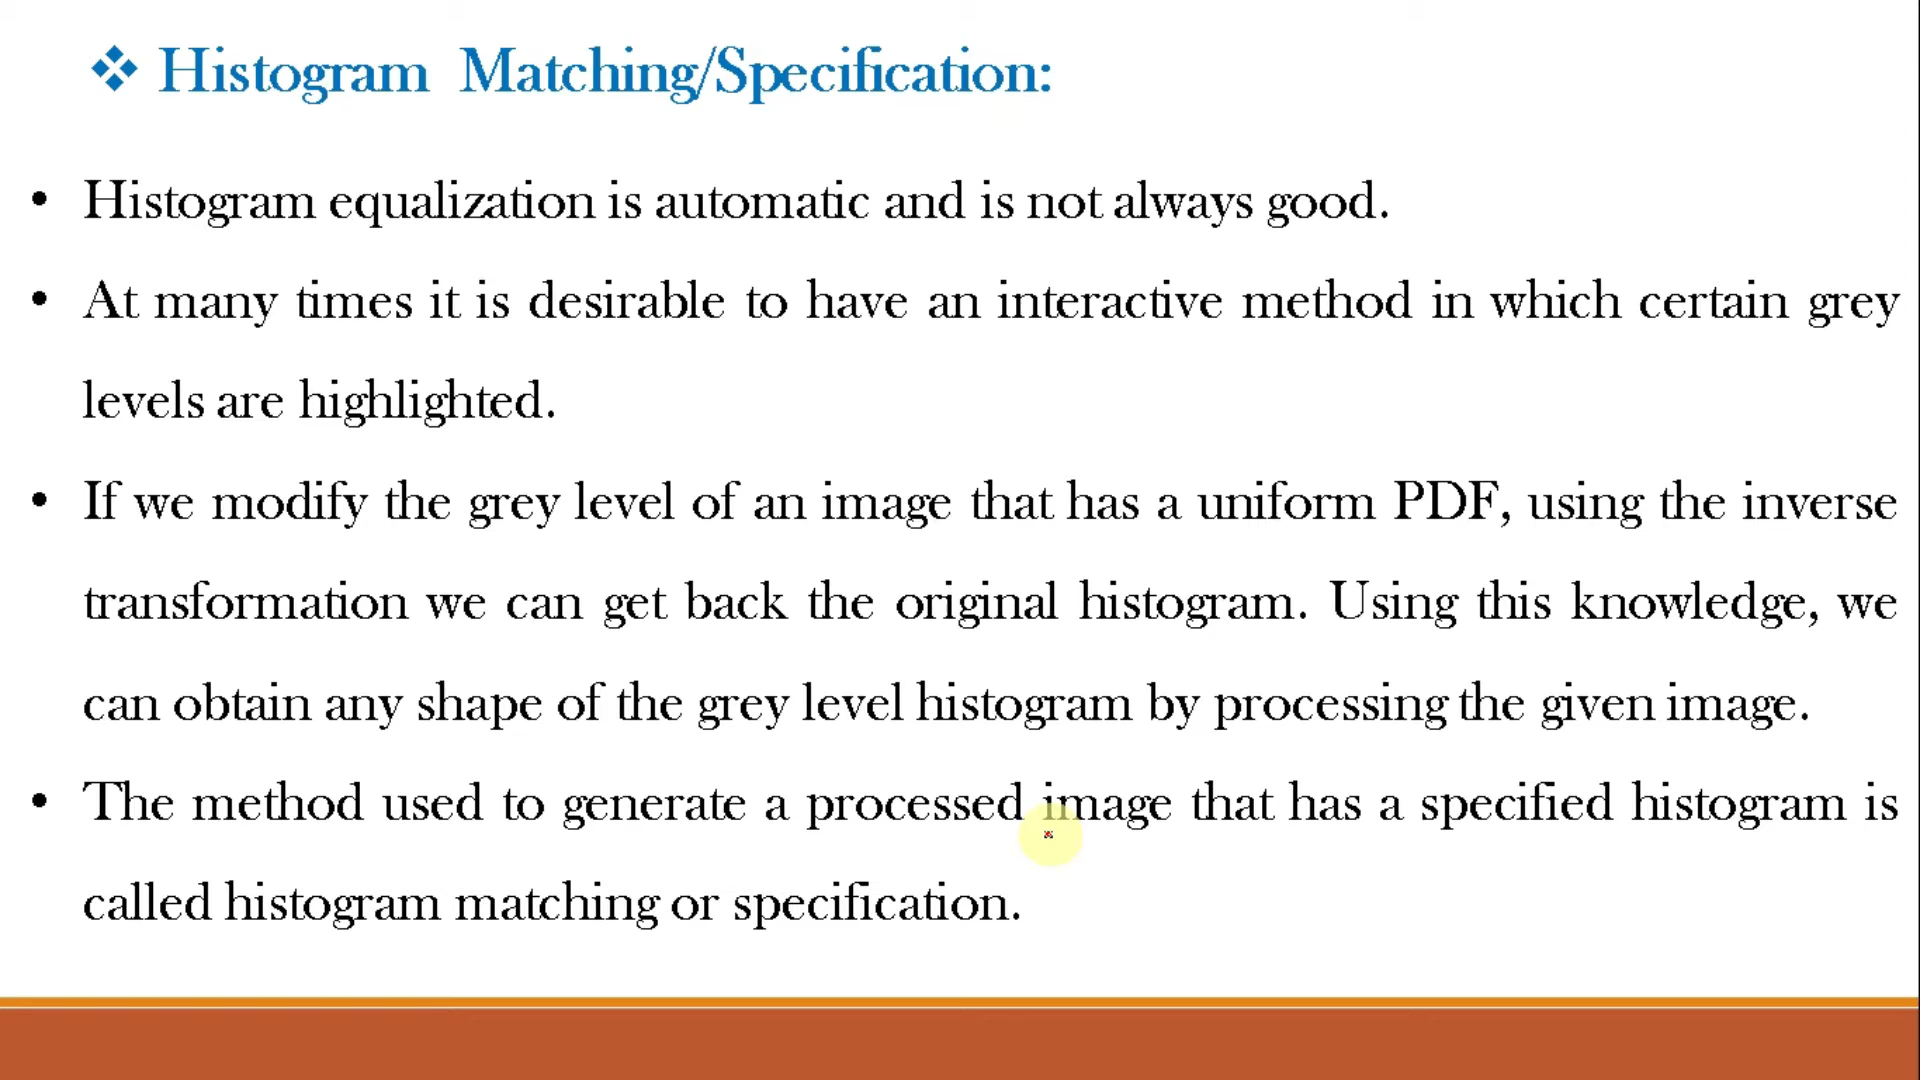 ❖ Histogram Matching/Specification:
• Histogram equalization is automatic and is not always good.
• At many times it is desirable to have an interactive method in which certain grey
levels are highlighted.
• If we modify the grey level of an image that has a uniform PDF, using the inverse
transformation we can get back the original histogram. Using this knowledge, we
can obtain any shape of the grey level histogram by processing the given image.
• The method used to generate a processed image that has a specified histogram is
called histogram matching or specification.